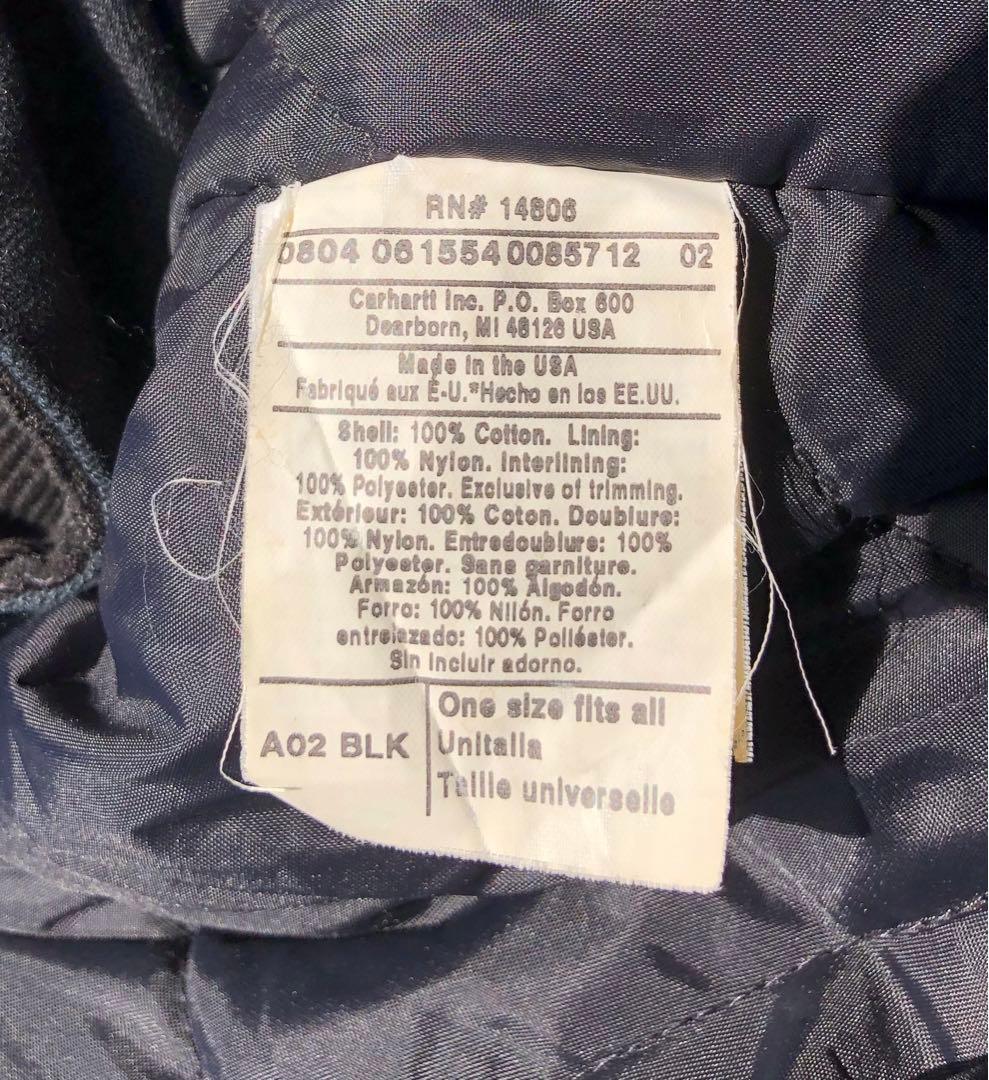 RN# 14806
0804 06 15540085712 02
Carhartt Inc. P.O. Box 600
Dearborn, MI 48126 USA
Made in the USA
Fabriqué aux É-U.*Hecho en los EE.UU.
Shell: 100% Cotton. Lining:
100% Nylon. Interlining:
100% Polyester. Exclusive of trimming.
Extérieur: 100% Coton. Doublure:
100% Nylon. Entredoublure: 100%
Polyester. Sans garniture.
Armazón: 100% Algodón.
Forro: 100% Nilón. Forro
entrelazado: 100% Poliéster.
Sin incluir adorno.
A02 BLK
One size fits all
Unitalla
Taille universelle